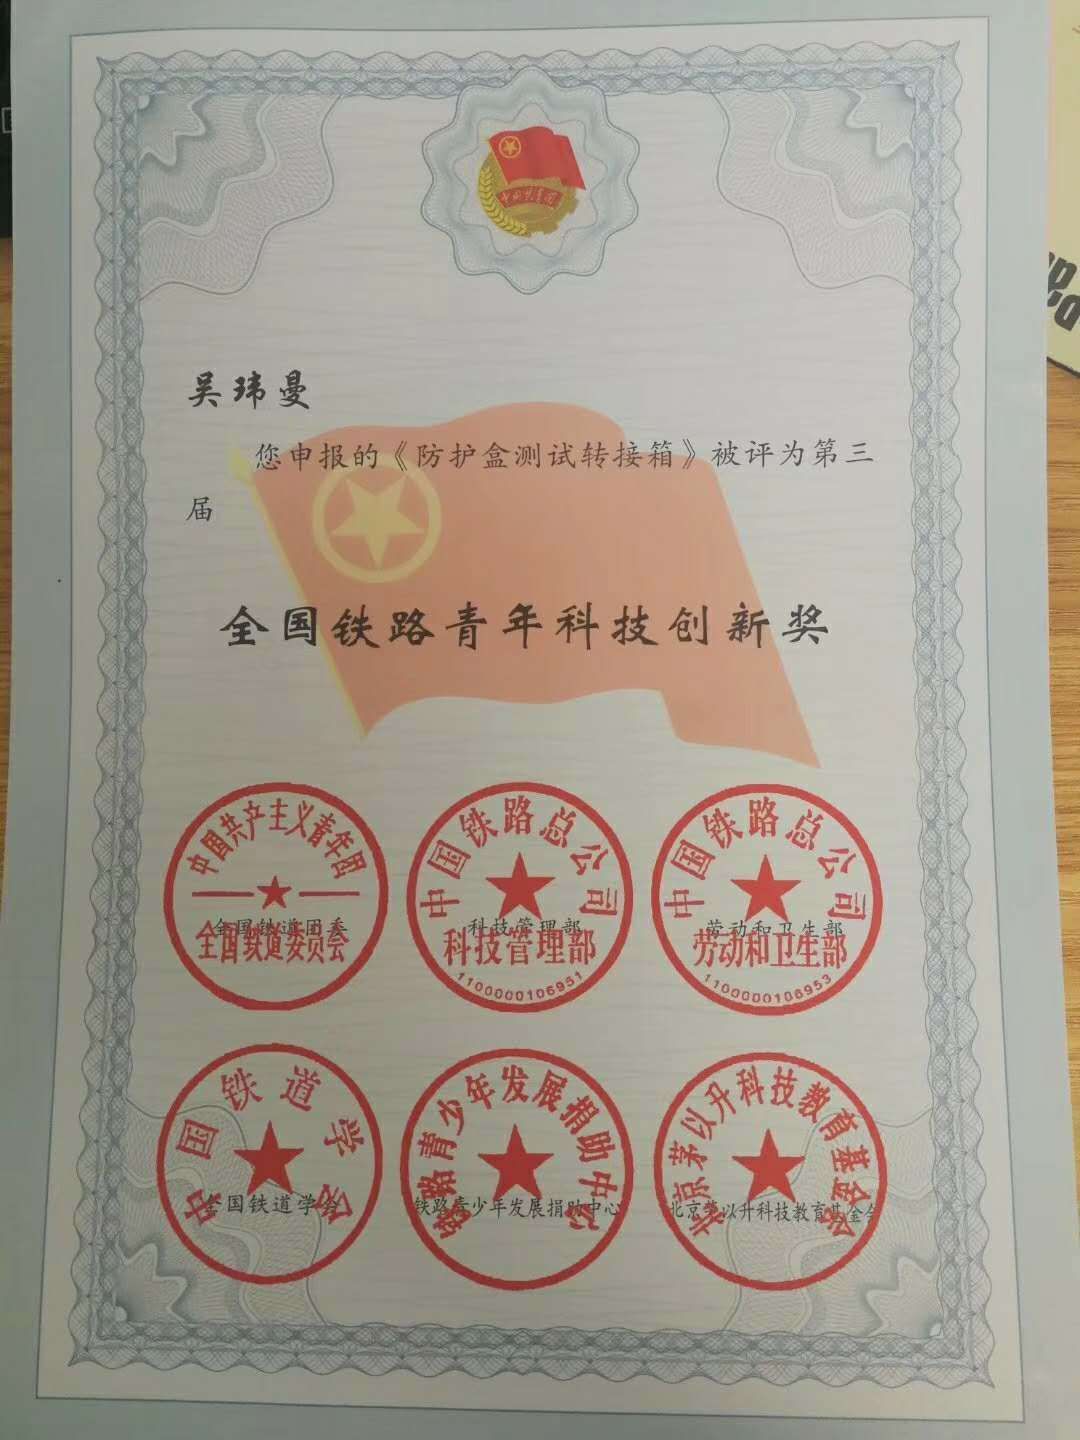 中国共青团
吴玮曼
您申报的《防护盒测试转接箱》被评为第三
届
全国铁路青年科技创新奖
中国共产主义青年团
全国铁道团委
全国铁道委员会
中国铁路总公司
科技管理部
科技管理部
1100000106951
中国铁路总公司
劳动和卫生部
劳动和卫生部
1100000106953
中国铁道学会
全国铁道学会
铁路青少年发展捐助中心
铁路青少年发展捐助中心
北京茅以升科技教育基金会
北京茅以升科技教育基金会